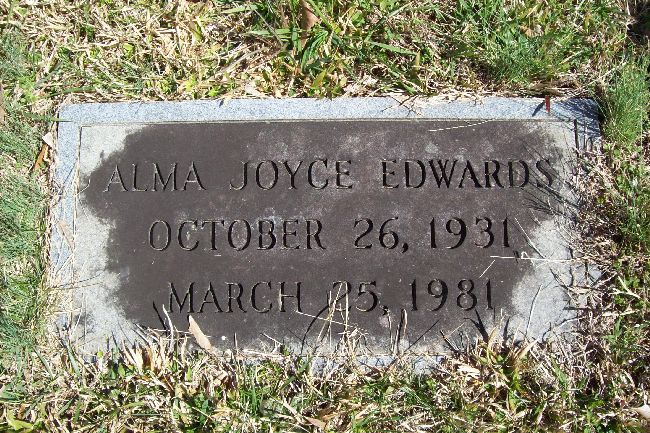 ALMA JOYCE EDWARDS
OCTOBER 26, 1931
MARCH 25, 1981